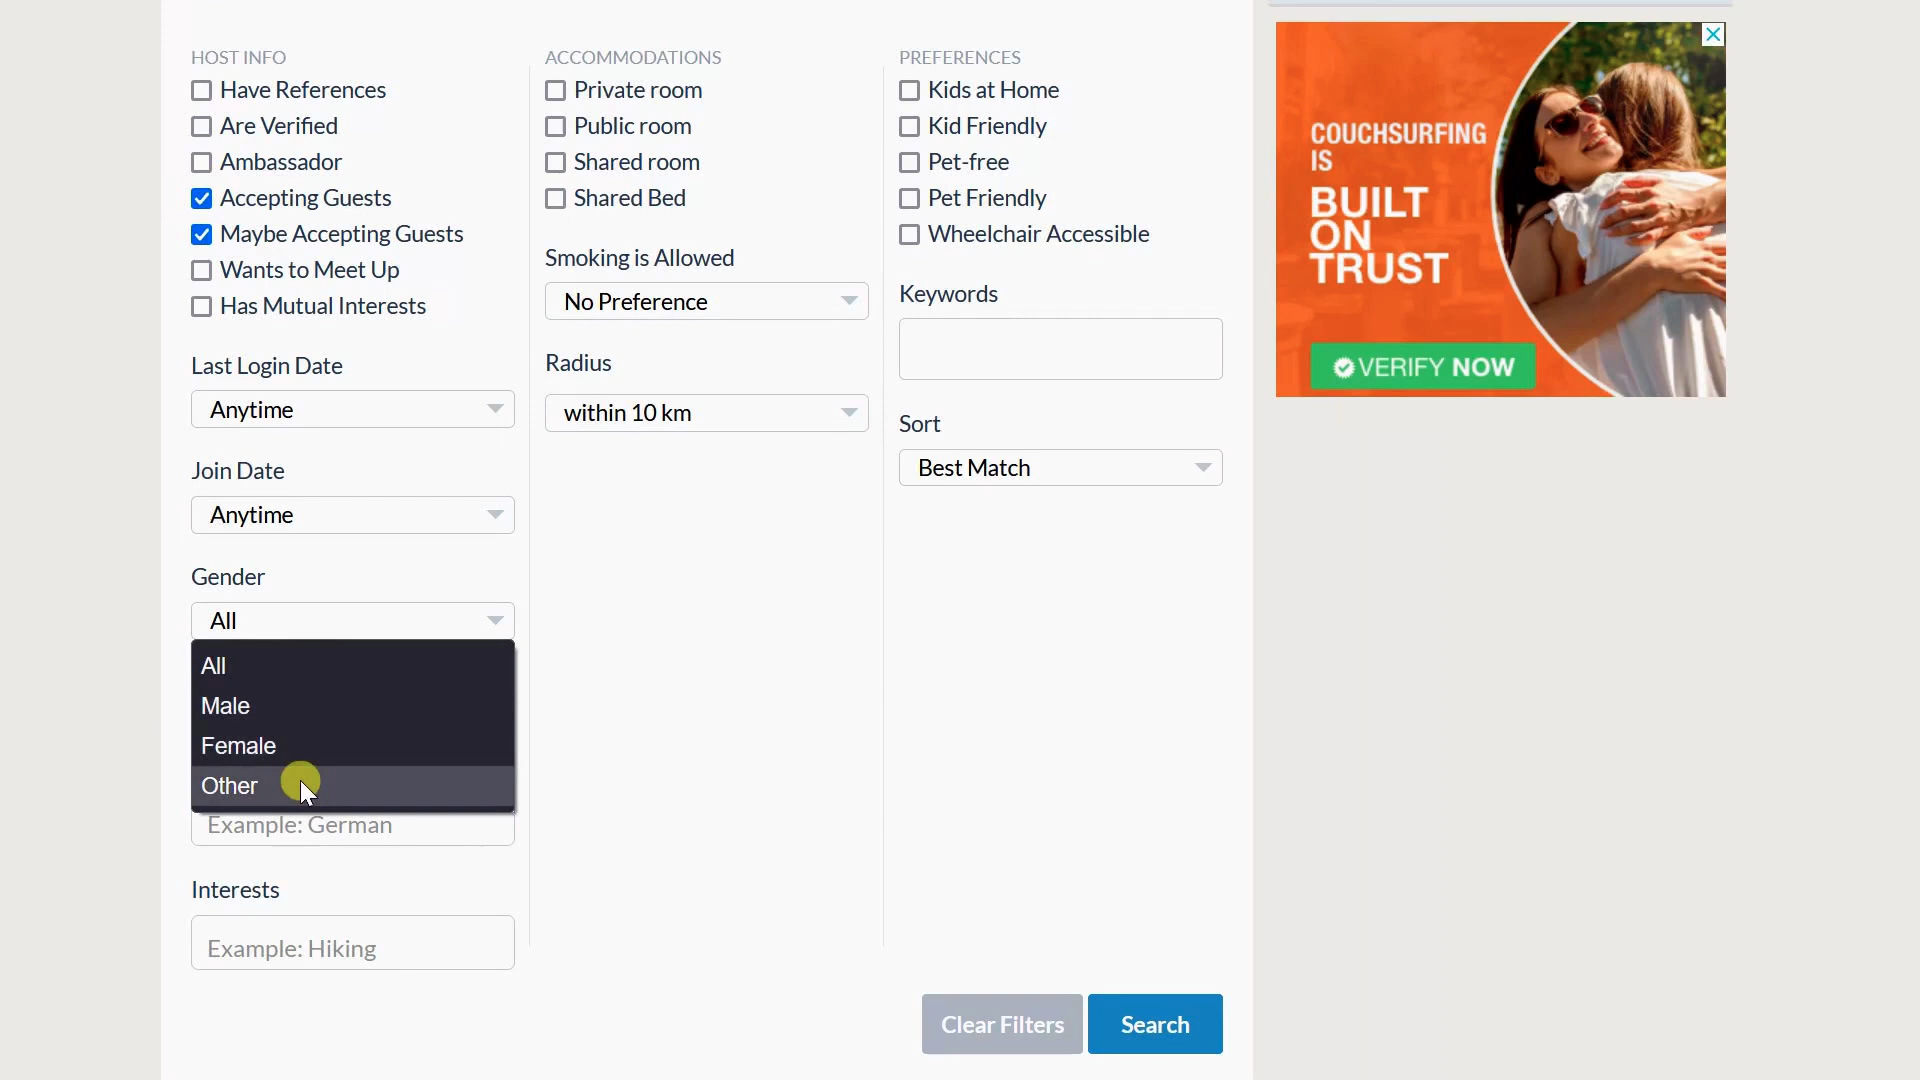 HOST INFO
Have References
Are Verified
Ambassador
Accepting Guests
Maybe Accepting Guests
Wants to Meet Up
Has Mutual Interests
Last Login Date
Anytime
Join Date
Anytime
Gender
All
All
Male
Female
Other
Example: German
Interests
Example: Hiking
ACCOMMODATIONS
Private room
Public room
Shared room
Shared Bed
Smoking is Allowed
No Preference
Radius
within 10 km
PREFERENCES
Kids at Home
Kid Friendly
Pet-free
Pet Friendly
Wheelchair Accessible
Keywords
Sort
Best Match
Clear Filters
Search
COUCHSURFING
IS
BUILT
ON
TRUST
VERIFY NOW